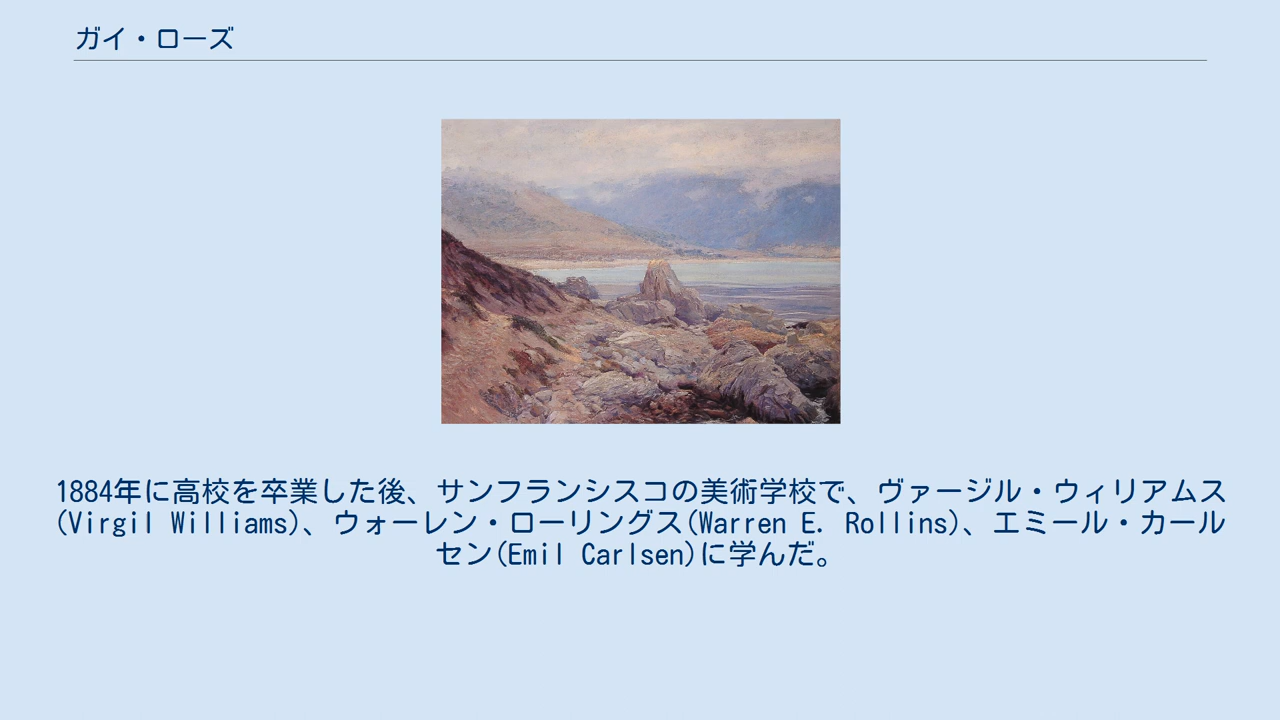 ガイ・ローズ
1884年に高校を卒業した後、サンフランシスコの美術学校で、ヴァージル・ウィリアムス
(Virgil Williams)、ウォーレン・ローリングス(Warren E. Rollins)、エミール・カール
セン(Emil Carlsen)に学んだ。